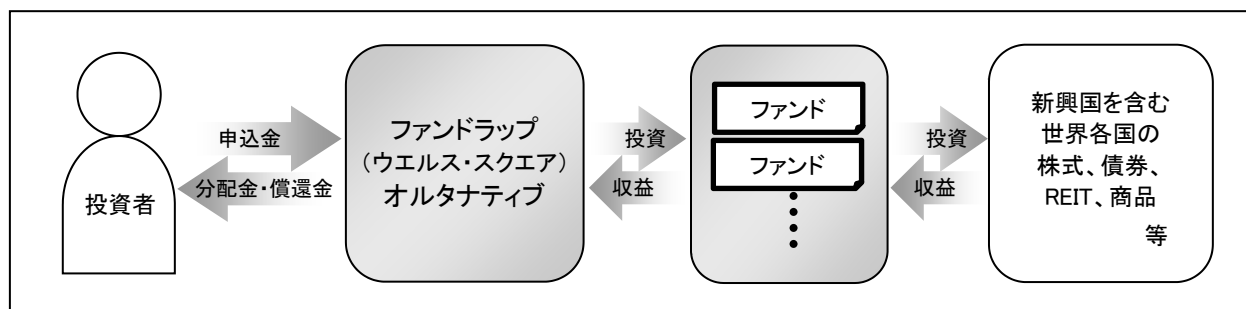 投資者
申込金
分配金・償還金
ファンドラップ
(ウエルス・スクエア)
オルタナティブ
投資
収益
ファンド
ファンド
投資
収益
新興国を含む
世界各国の
株式、債券、
REIT、商品
等